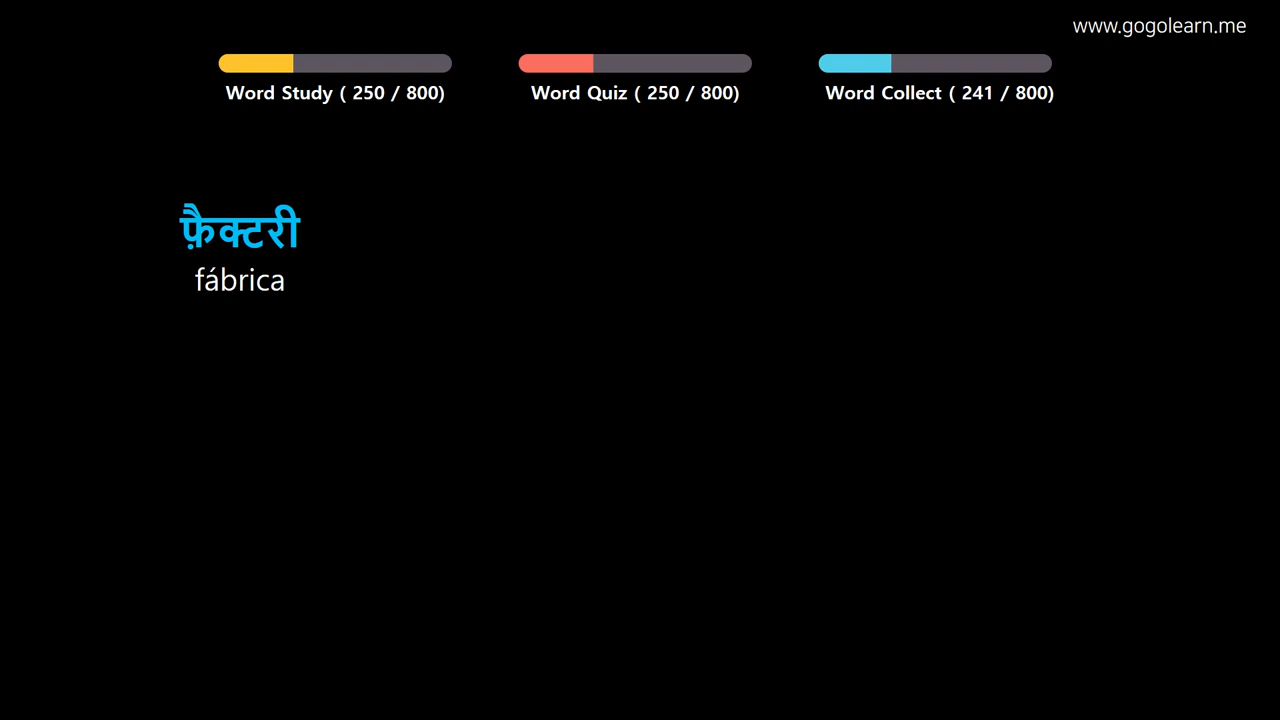 www.gogolearn.me
Word Study ( 250 / 800)
Word Quiz ( 250 / 800)
Word Collect ( 241 / 800)
फ़ैक्टरी
fábrica